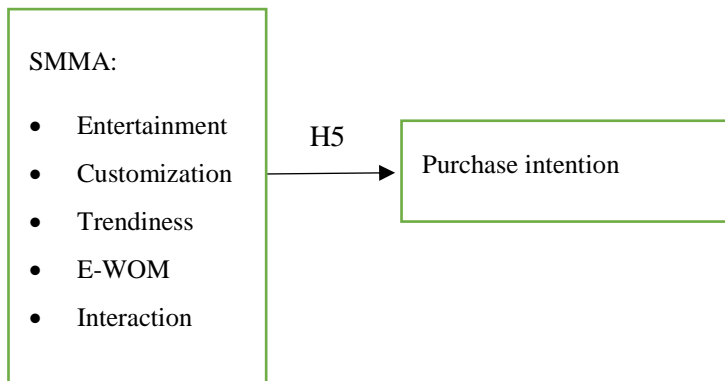 SMMA:
• Entertainment
• Customization
• Trendiness
• E-WOM
• Interaction
H5
Purchase intention